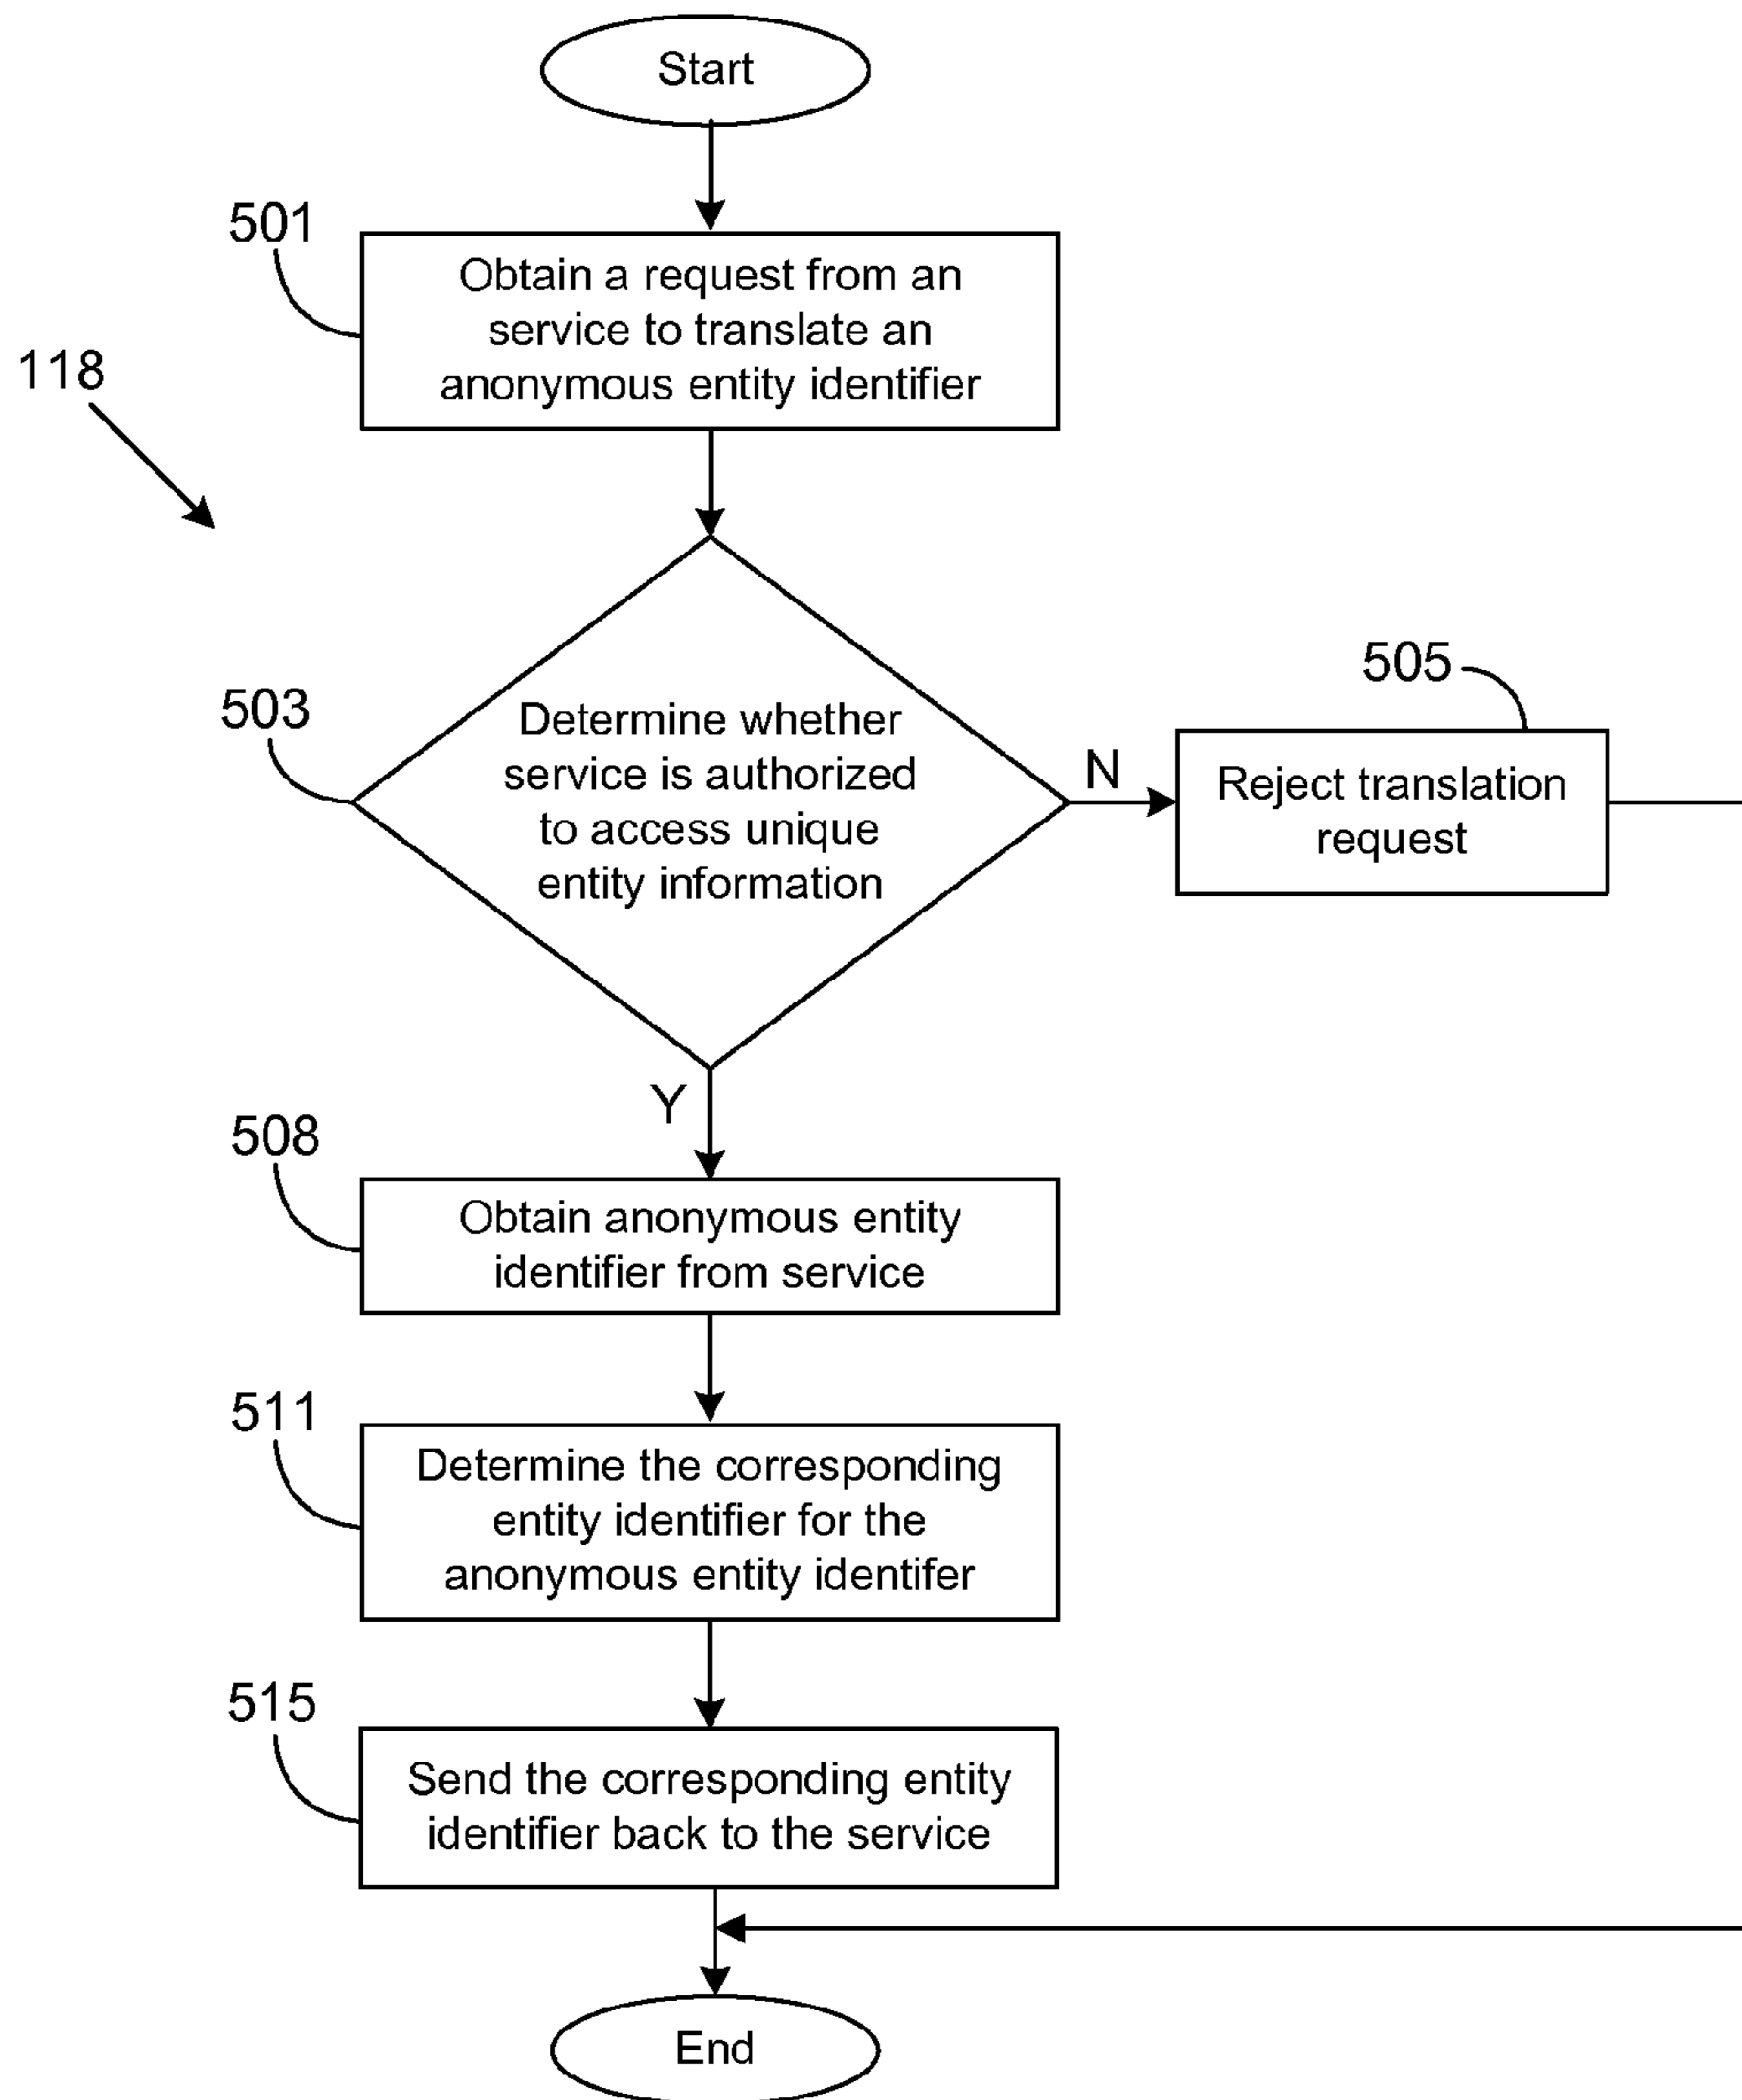 Start
501
Obtain a request from an
service to translate an
anonymous entity identifier
118
503
Determine whether
service is authorized
to access unique
entity information
N
505
Reject translation
request
Y
508
Obtain anonymous entity
identifier from service
511
Determine the corresponding
entity identifier for the
anonymous entity identifer
515
Send the corresponding entity
identifier back to the service
End